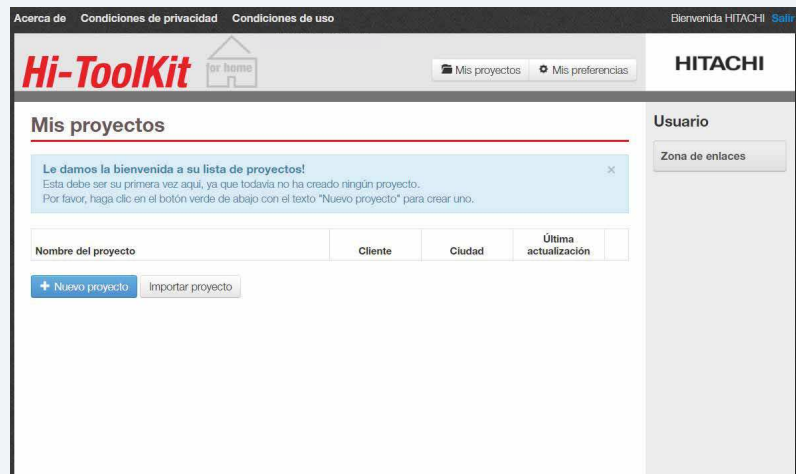 Acerca de Condiciones de privacidad Condiciones de uso Bienvenida HITACHI Salir
Hi-ToolKit for home Mis proyectos Mis preferencias HITACHI
Mis proyectos
Usuario
Zona de enlaces
Le damos la bienvenida a su lista de proyectos! ×
Esta debe ser su primera vez aquí, ya que todavía no ha creado ningún proyecto.
Por favor, haga clic en el botón verde de abajo con el texto "Nuevo proyecto" para crear uno.
Nombre del proyecto Cliente Ciudad Última actualización
+ Nuevo proyecto Importar proyecto